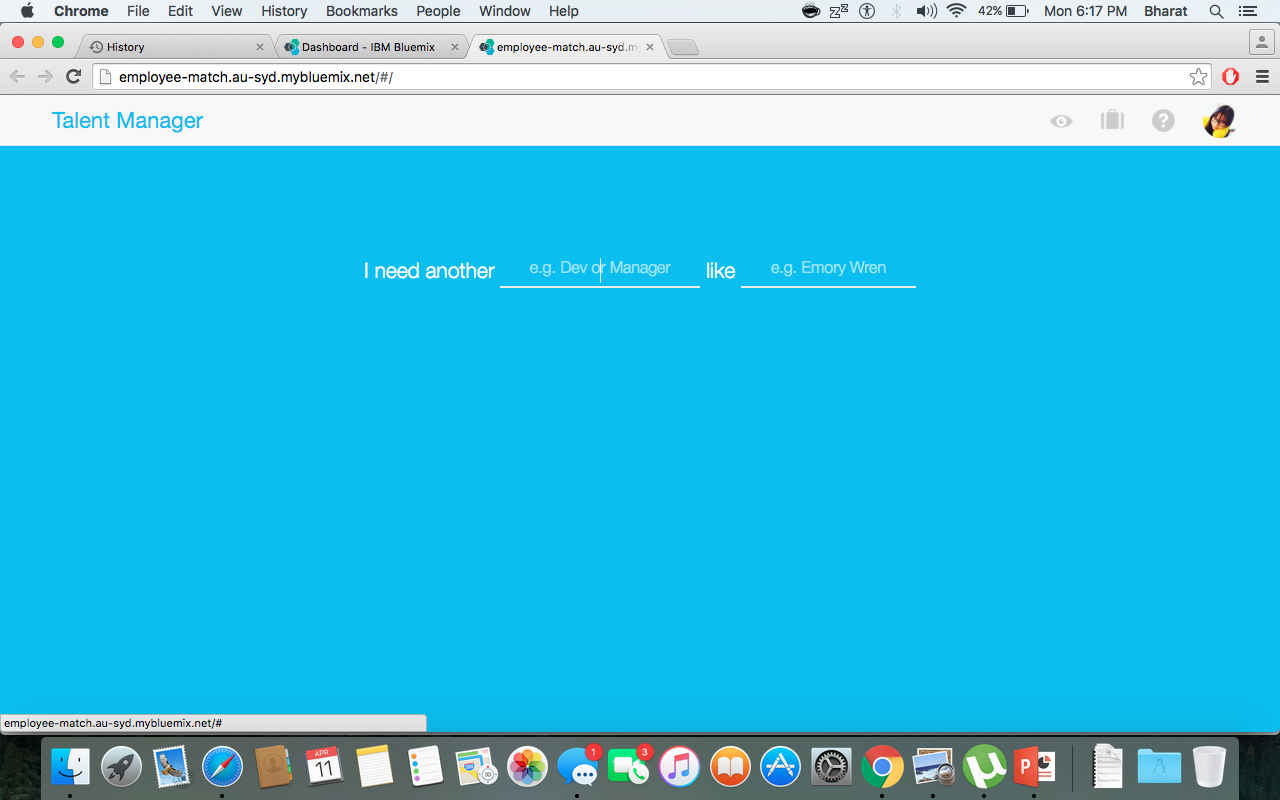 Chrome File Edit View History Bookmarks People Window Help 42% Mon 6:17 PM Bharat
History Dashboard - IBM Bluemix employee-match.au-syd.m
employee-match.au-syd.mybluemix.net/#/
Talent Manager ?
I need another e.g. Dev or Manager like e.g. Emory Wren
employee-match.au-syd.mybluemix.net/#
APR 1 3
11 30 P